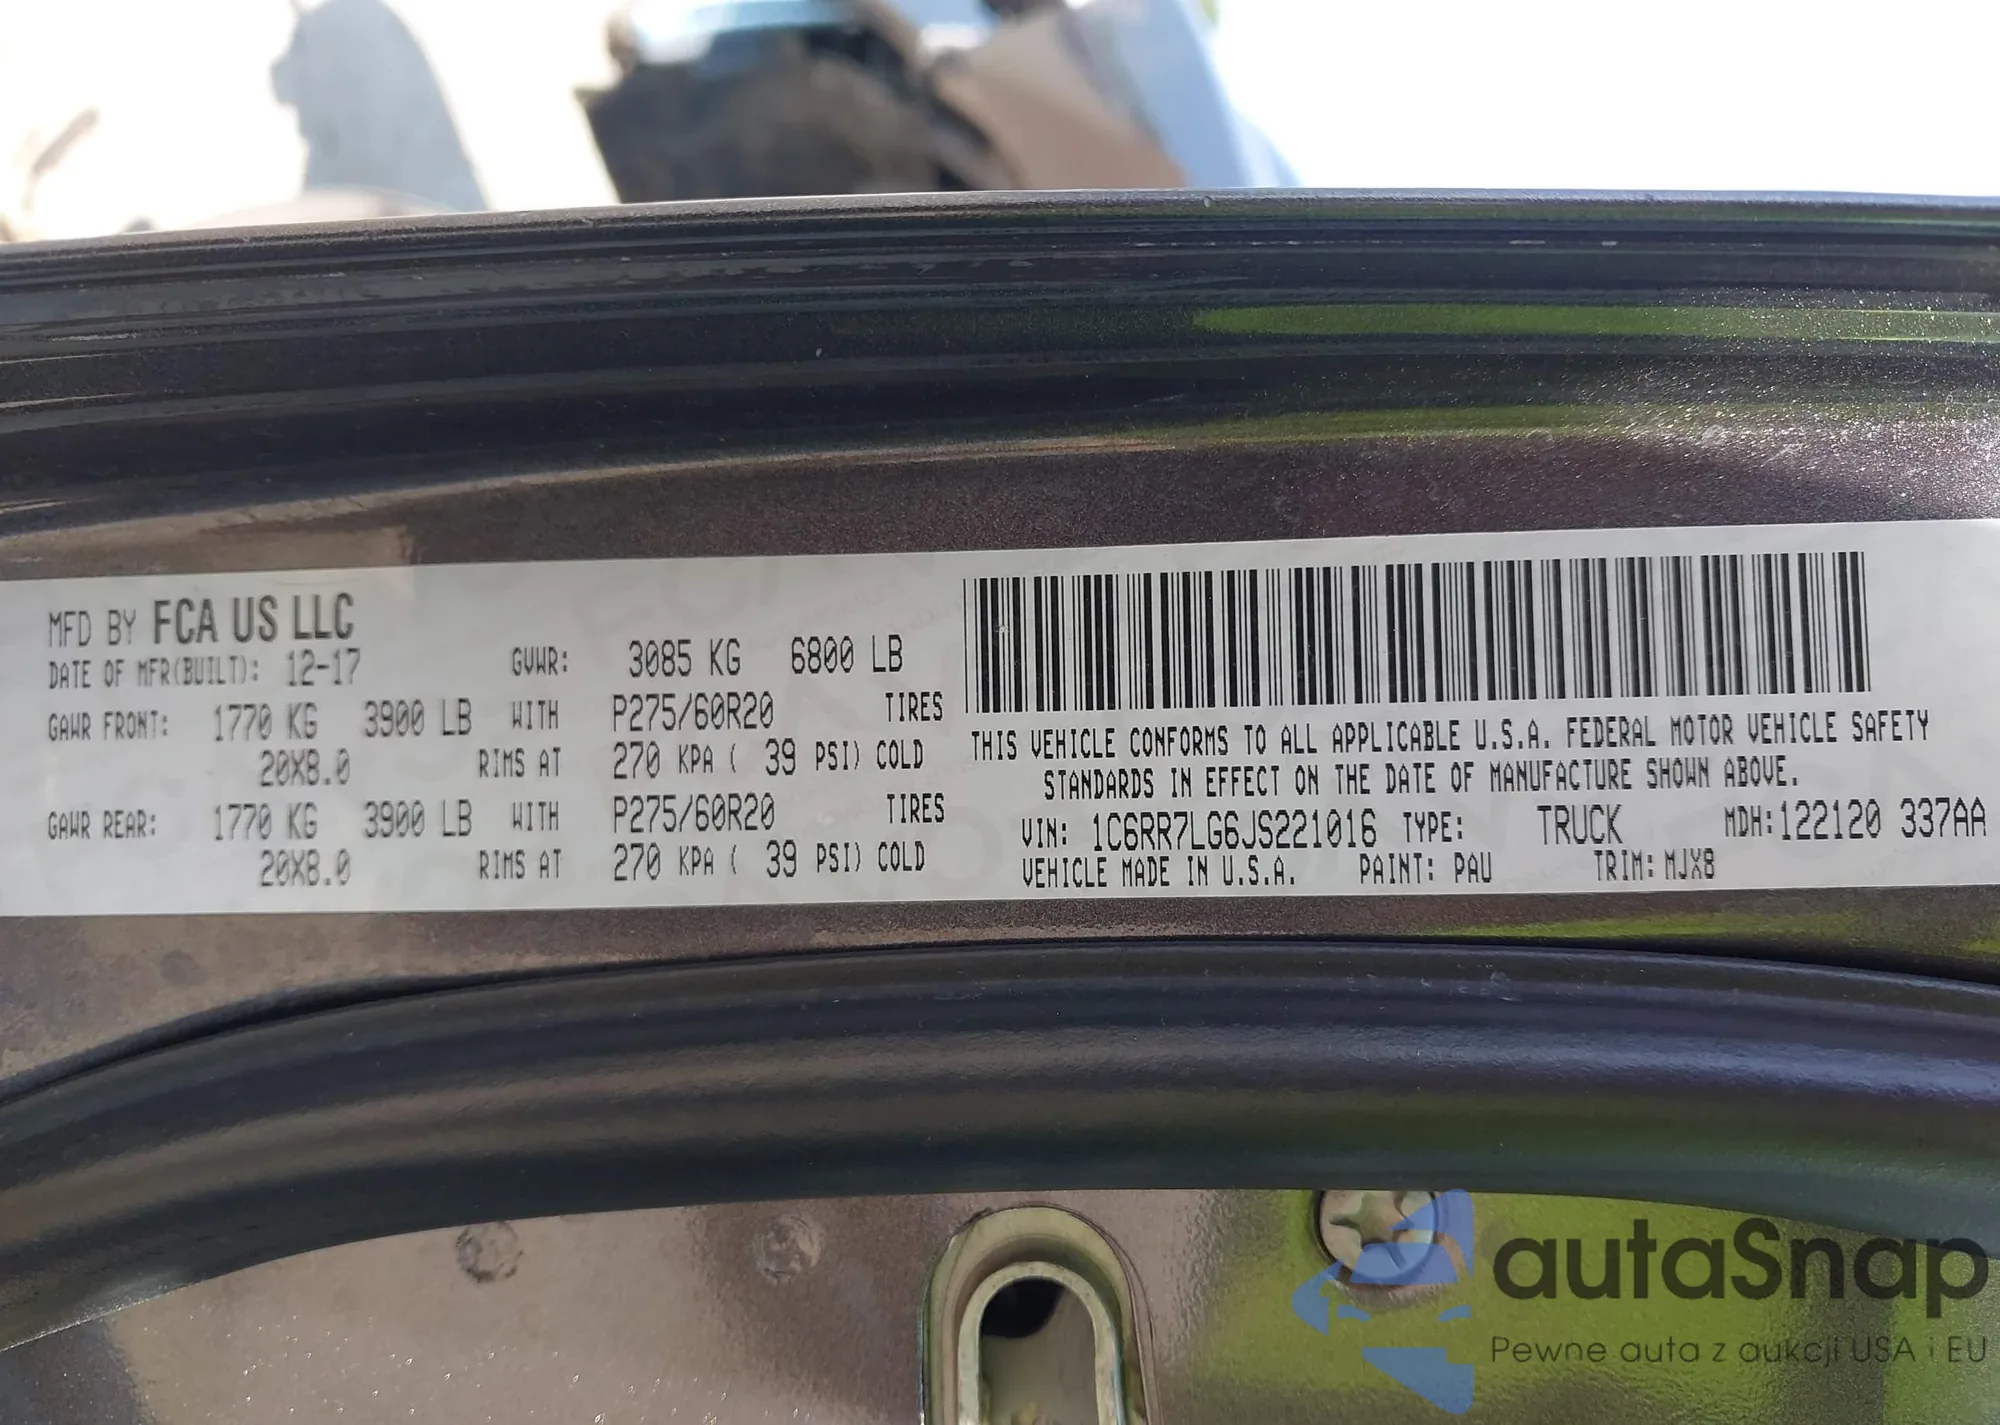 MFD BY FCA US LLC
DATE OF MFR(BUILT): 12-17 GVWR: 3085 KG 6800 LB
GAWR FRONT: 1770 KG 3900 LB WITH P275/60R20 TIRES
20X8.0 RIMS AT 270 KPA ( 39 PSI) COLD
GAWR REAR: 1770 KG 3900 LB WITH P275/60R20 TIRES
20X8.0 RIMS AT 270 KPA ( 39 PSI) COLD
THIS VEHICLE CONFORMS TO ALL APPLICABLE U.S.A. FEDERAL MOTOR VEHICLE SAFETY
STANDARDS IN EFFECT ON THE DATE OF MANUFACTURE SHOWN ABOVE.
VIN: 1C6RR7LG6JS221016 TYPE: TRUCK MDH:122120 337AA
VEHICLE MADE IN U.S.A. PAINT: PAU TRIM: MJX8
autaSnap
Pewne auta z aukcji USA i EU